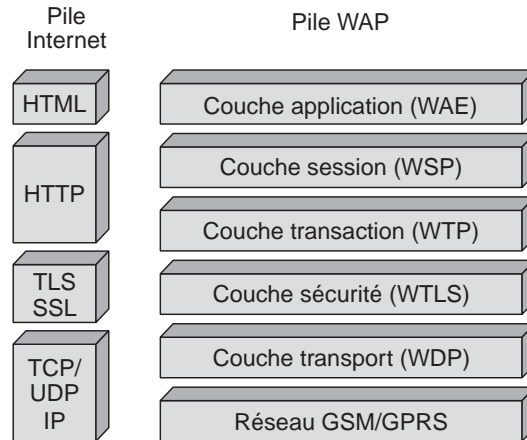 Pile
Internet
Pile WAP
HTML
Couche application (WAE)
HTTP
Couche session (WSP)
Couche transaction (WTP)
TLS
SSL
Couche sécurité (WTLS)
TCP/
UDP
IP
Couche transport (WDP)
Réseau GSM/GPRS